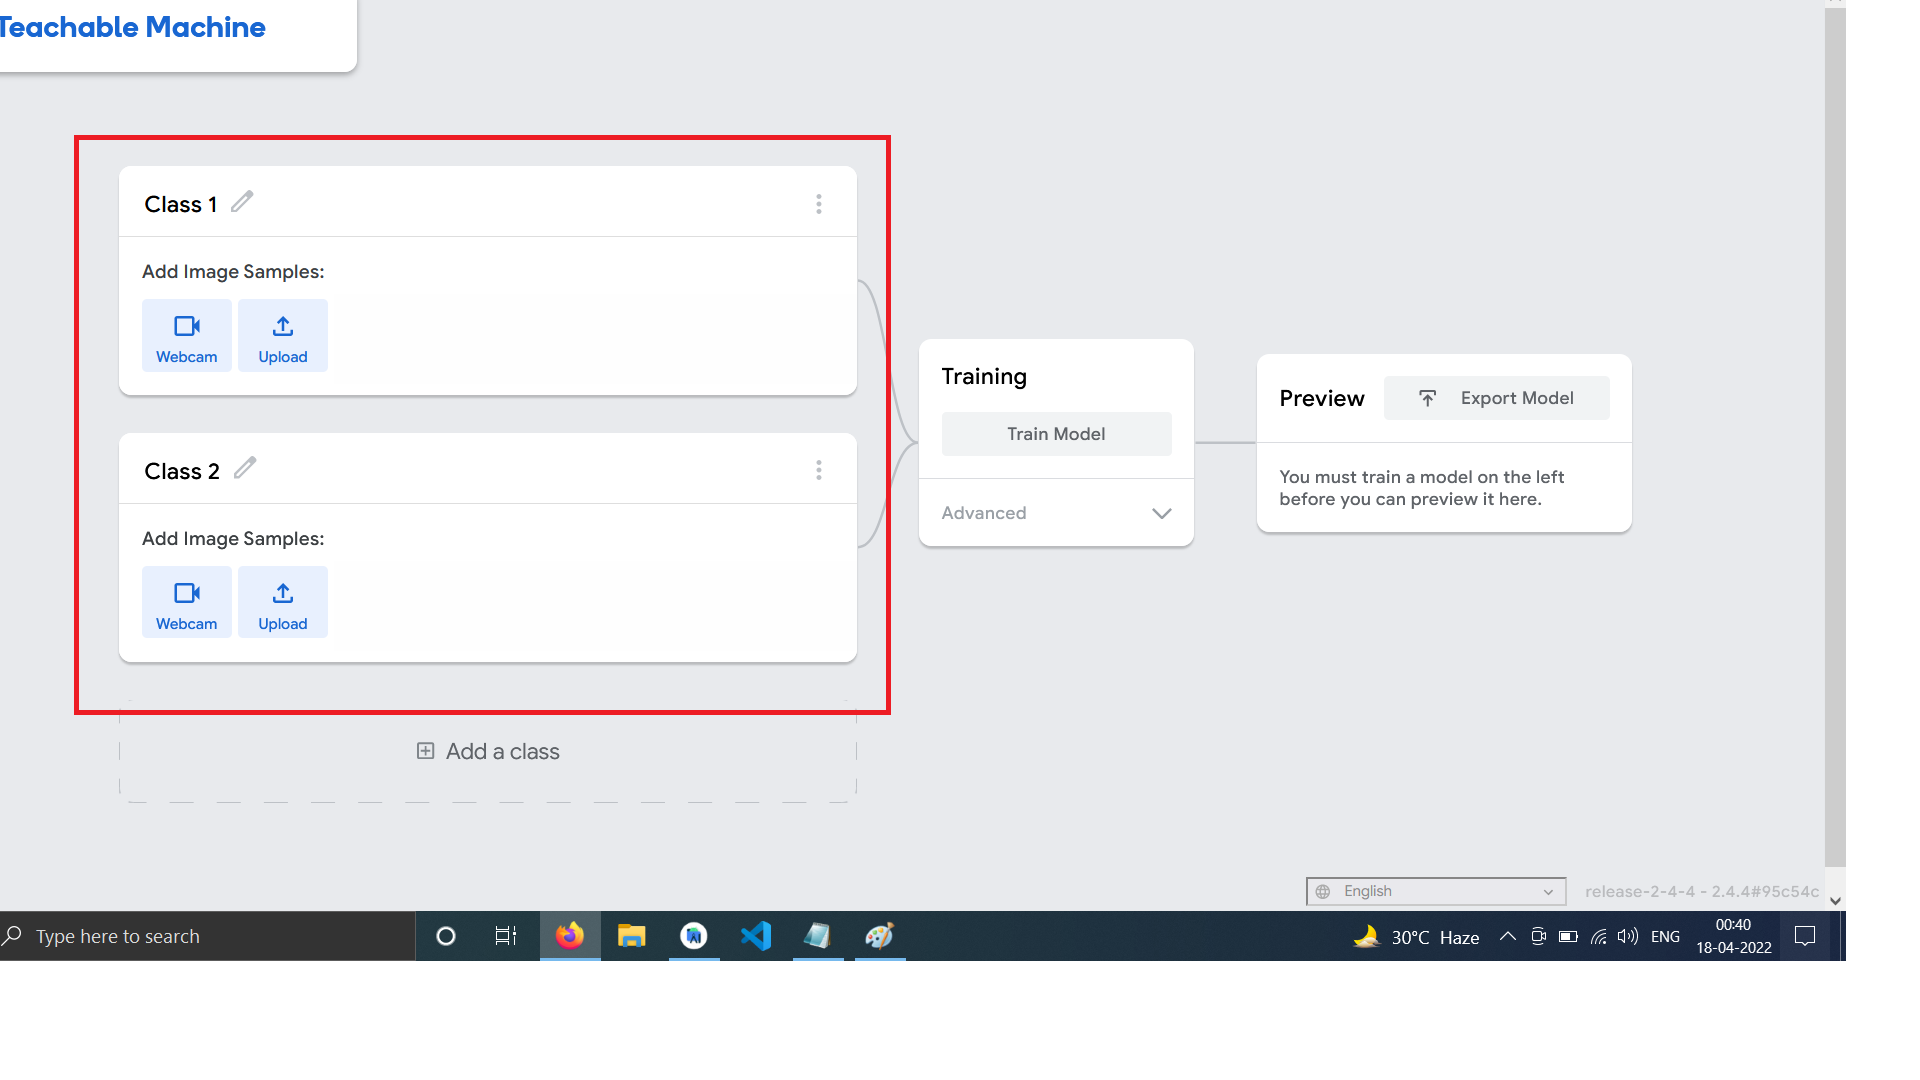 Teachable Machine
Class 1
Add Image Samples:
Webcam Upload
Class 2
Add Image Samples:
Webcam Upload
Add a class
Training
Train Model
Advanced
Preview
Export Model
You must train a model on the left
before you can preview it here.
English
release-2-4-4 - 2.4.4#95c54c
Type here to search
30°C Haze
ENG
00:40
18-04-2022